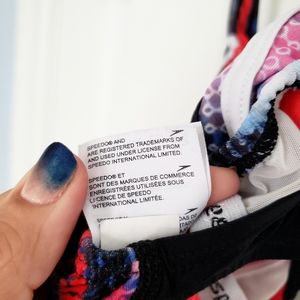 SPEEDO® AND
ARE REGISTERED TRADEMARKS OF
AND USED UNDER LICENSE FROM
SPEEDO INTERNATIONAL LIMITED.
SPEEDO® ET
SONT DES MARQUES DE COMMERCE
ENREGISTRÉES UTILISÉES SOUS
LICENCE DE SPEEDO
INTERNATIONAL LIMITÉE.